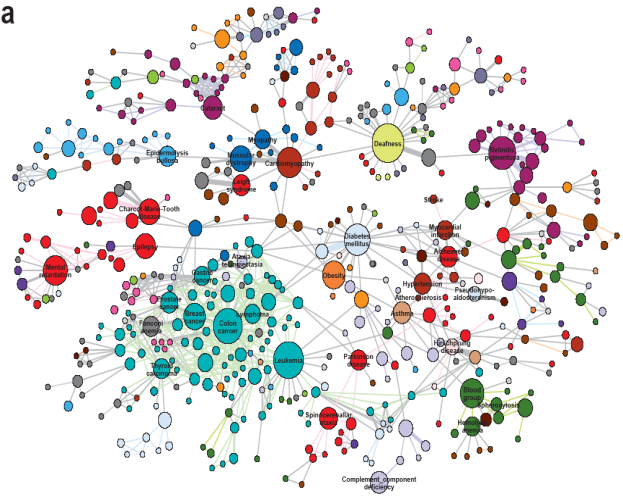 a
Cataract
Deafness
Myopathy
Epidermolysis
bullosa
Muscular
dystrophy
Cardiomyopathy
Retinitis
pigmentosa
Leigh
syndrome
Charcot-Marie-Tooth
disease
Stroke
Myocardial
infarction
Diabetes
mellitus
Epilepsy
Ataxia-
telangiectasia
Alzheimer
disease
Mental
retardation
Gastric
cancer
Obesity
Hypertension
Pseudohypo-
aldosteronism
Prostate
cancer
Atherosclerosis
Breast
cancer
Lymphoma
Asthma
Fanconi
anemia
Colon
cancer
Hirschprung
disease
Leukemia
Parkinson
disease
Thyroid
carcinoma
Blood
group
Spherocytosis
Spinocerebellar
ataxia
Hemolytic
anemia
Complement_component
deficiency